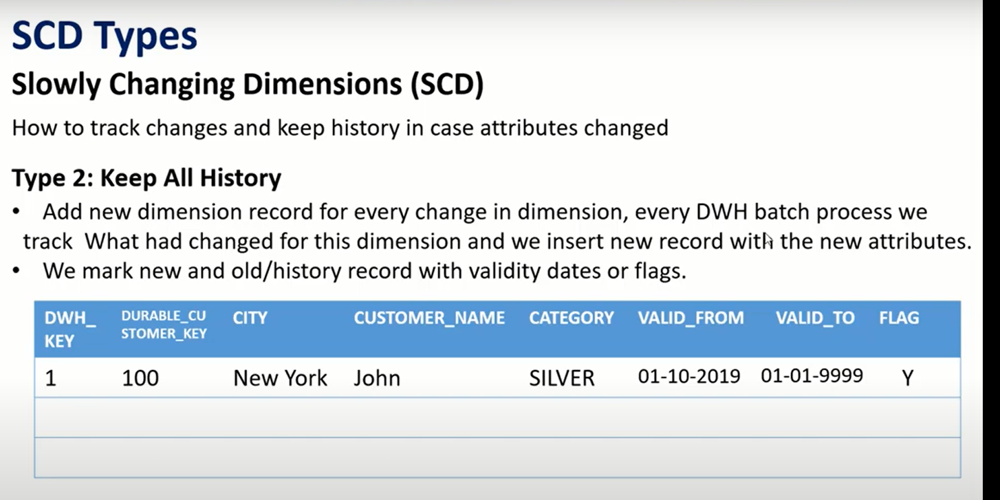 SCD Types
Slowly Changing Dimensions (SCD)
How to track changes and keep history in case attributes changed
Type 2: Keep All History
• Add new dimension record for every change in dimension, every DWH batch process we
track What had changed for this dimension and we insert new record with the new attributes.
• We mark new and old/history record with validity dates or flags.
DWH_ DURABLE_CU CITY CUSTOMER_NAME CATEGORY VALID_FROM VALID_TO FLAG
KEY STOMER_KEY
1 100 New York John SILVER 01-10-2019 01-01-9999 Y